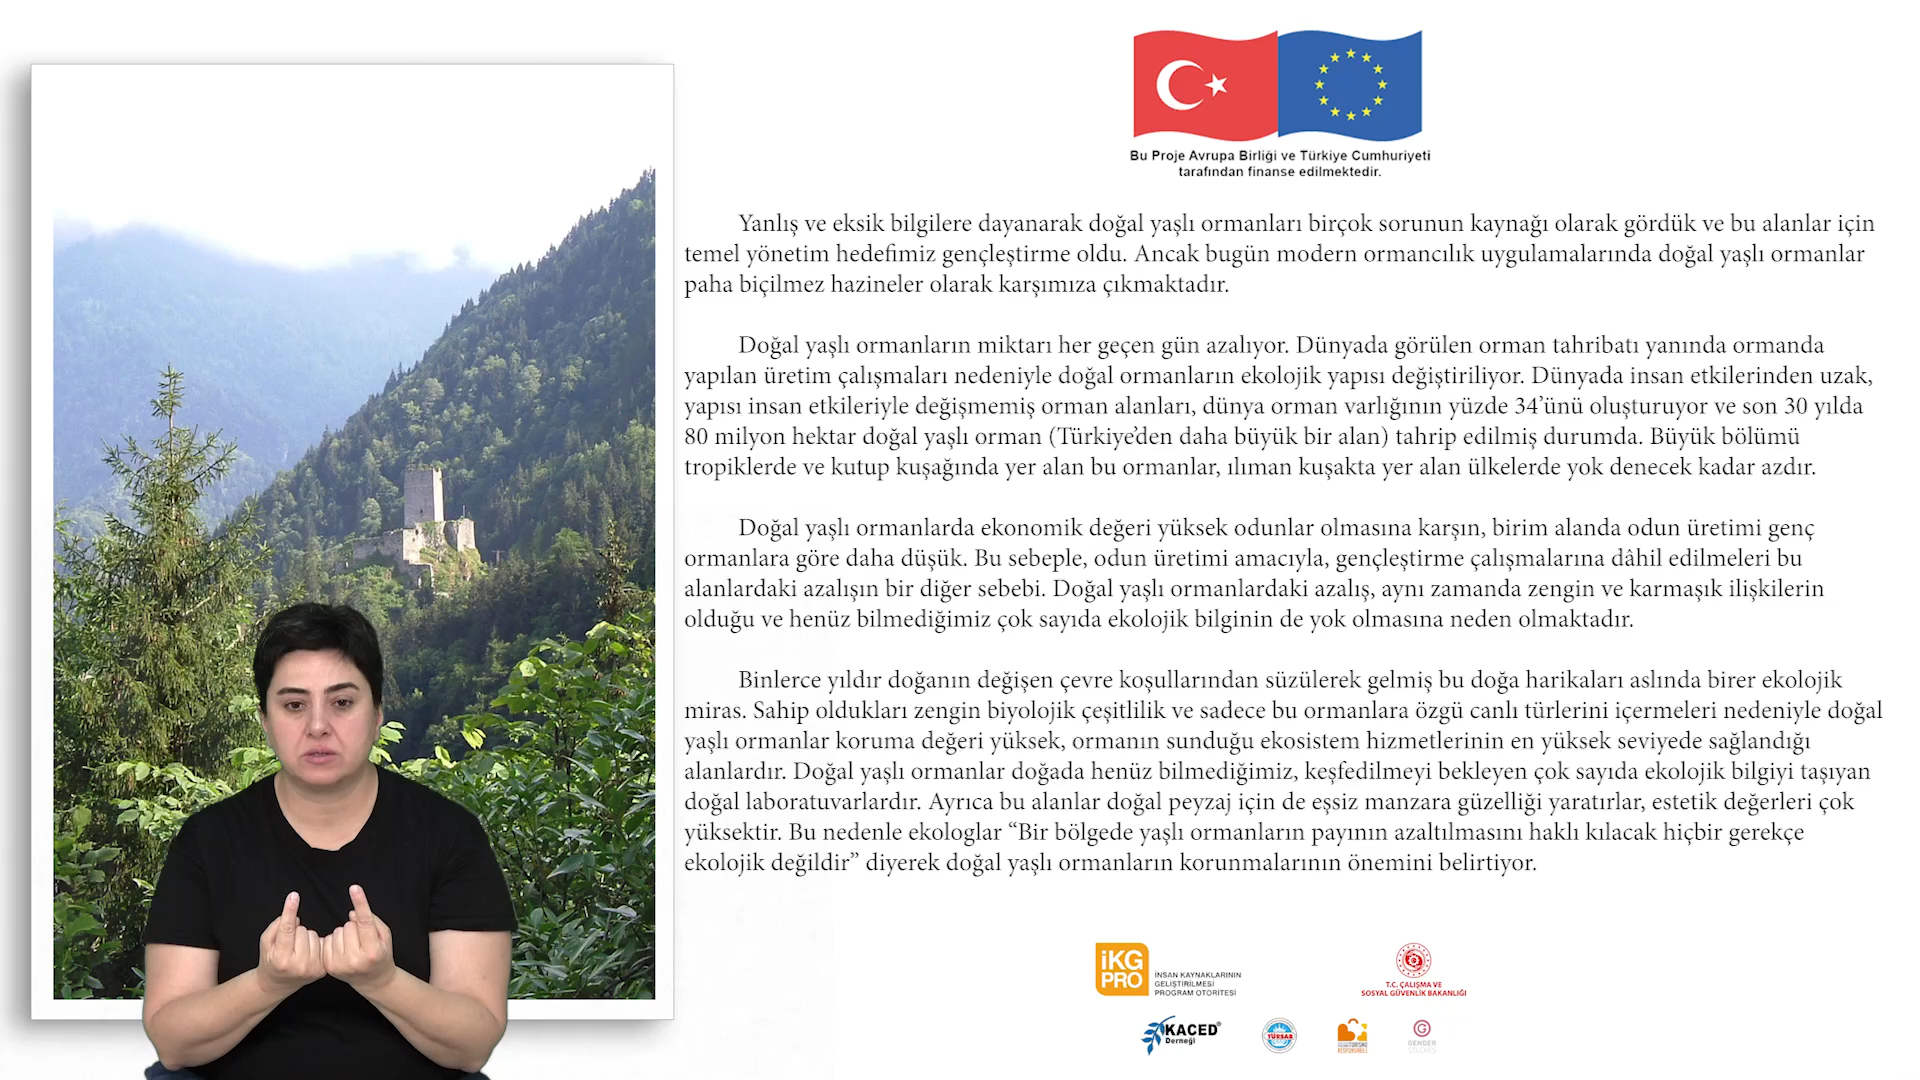 Bu Proje Avrupa Birliği ve Türkiye Cumhuriyeti
tarafından finanse edilmektedir.
Yanlış ve eksik bilgilere dayanarak doğal yaşlı ormanları birçok sorunun kaynağı olarak gördük ve bu alanlar için
temel yönetim hedefimiz gençleştirme oldu. Ancak bugün modern ormancılık uygulamalarında doğal yaşlı ormanlar
paha biçilmez hazineler olarak karşımıza çıkmaktadır.
Doğal yaşlı ormanların miktarı her geçen gün azalıyor. Dünyada görülen orman tahribatı yanında ormanda
yapılan üretim çalışmaları nedeniyle doğal ormanların ekolojik yapısı değiştiriliyor. Dünyada insan etkilerinden uzak,
yapısı insan etkileriyle değişmemiş orman alanları, dünya orman varlığının yüzde 34’ünü oluşturuyor ve son 30 yılda
80 milyon hektar doğal yaşlı orman (Türkiye’den daha büyük bir alan) tahrip edilmiş durumda. Büyük bölümü
tropiklerde ve kutup kuşağında yer alan bu ormanlar, ılıman kuşakta yer alan ülkelerde yok denecek kadar azdır.
Doğal yaşlı ormanlarda ekonomik değeri yüksek odunlar olmasına karşın, birim alanda odun üretimi genç
ormanlara göre daha düşük. Bu sebeple, odun üretimi amacıyla, gençleştirme çalışmalarına dâhil edilmeleri bu
alanlardaki azalışın bir diğer sebebi. Doğal yaşlı ormanlardaki azalış, aynı zamanda zengin ve karmaşık ilişkilerin
olduğu ve henüz bilmediğimiz çok sayıda ekolojik bilginin de yok olmasına neden olmaktadır.
Binlerce yıldır doğanın değişen çevre koşullarından süzülerek gelmiş bu doğa harikaları aslında birer ekolojik
miras. Sahip oldukları zengin biyolojik çeşitlilik ve sadece bu ormanlara özgü canlı türlerini içermeleri nedeniyle doğal
yaşlı ormanlar koruma değeri yüksek, ormanın sunduğu ekosistem hizmetlerinin en yüksek seviyede sağlandığı
alanlardır. Doğal yaşlı ormanlar doğada henüz bilmediğimiz, keşfedilmeyi bekleyen çok sayıda ekolojik bilgiyi taşıyan
doğal laboratuvarlardır. Ayrıca bu alanlar doğal peyzaj için de eşsiz manzara güzelliği yaratırlar, estetik değerleri çok
yüksektir. Bu nedenle ekologlar “Bir bölgede yaşlı ormanların payının azaltılmasını haklı kılacak hiçbir gerekçe
ekolojik değildir” diyerek doğal yaşlı ormanların korunmalarının önemini belirtiyor.
iKG
PRO
İNSAN KAYNAKLARININ
GELİŞTİRİLMESİ
PROGRAM OTORİTESİ
T.C. ÇALIŞMA VE
SOSYAL GÜVENLİK BAKANLIĞI
KACED®
Derneği
TÜRSAB
RESPONSABILE
GENDER
STUDIES